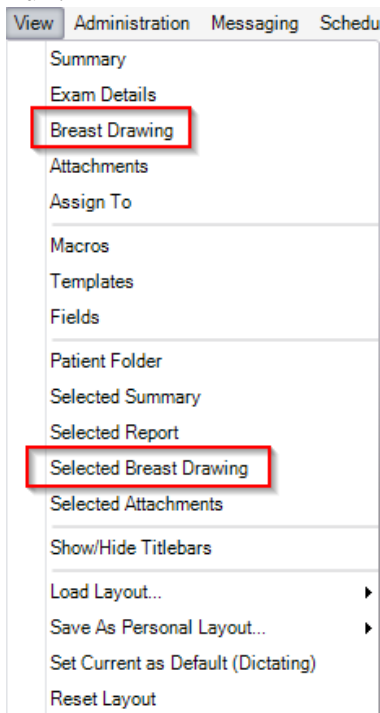 View Administration Messaging Schedu
Summary
Exam Details
Breast Drawing
Attachments
Assign To
Macros
Templates
Fields
Patient Folder
Selected Summary
Selected Report
Selected Breast Drawing
Selected Attachments
Show/Hide Titlebars
Load Layout...
Save As Personal Layout...
Set Current as Default (Dictating)
Reset Layout